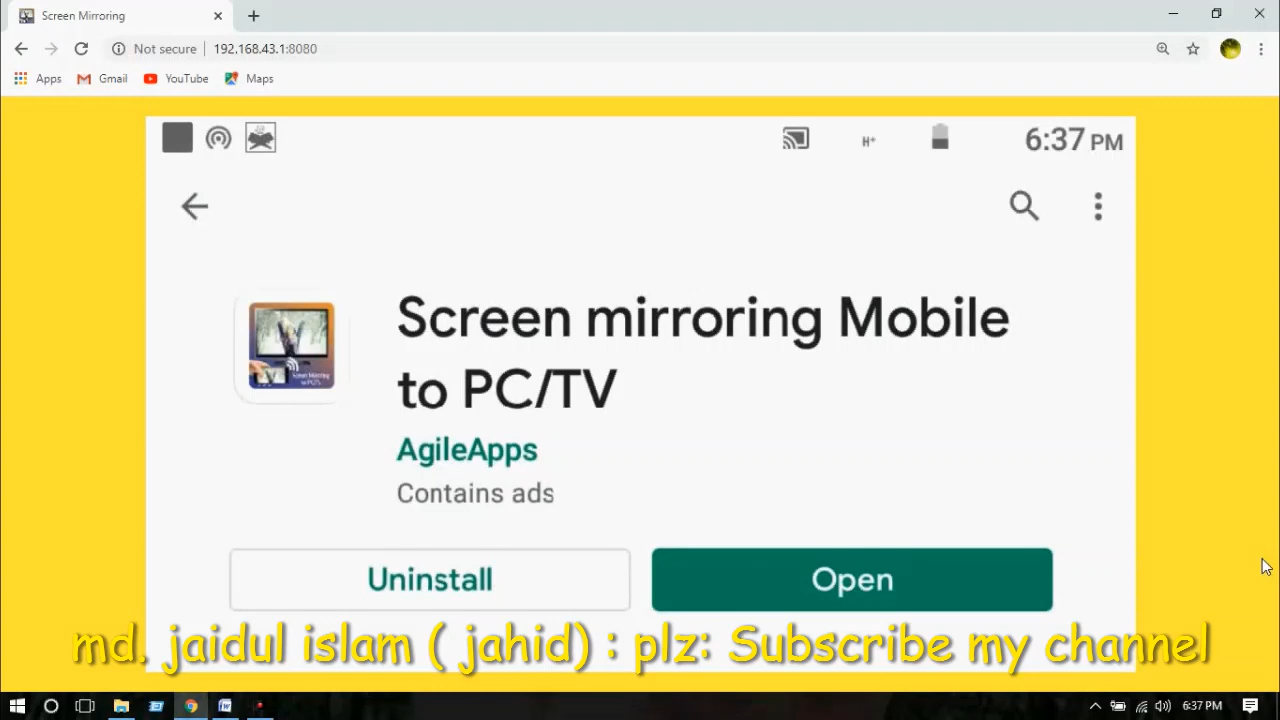 Screen Mirroring
Not secure 192.168.43.1:8080
Apps Gmail YouTube Maps
H+ 6:37 PM
Screen mirroring Mobile
to PC/TV
AgileApps
Contains ads
Uninstall Open
md. jaidul islam ( jahid) : plz: Subscribe my channel
6:37 PM